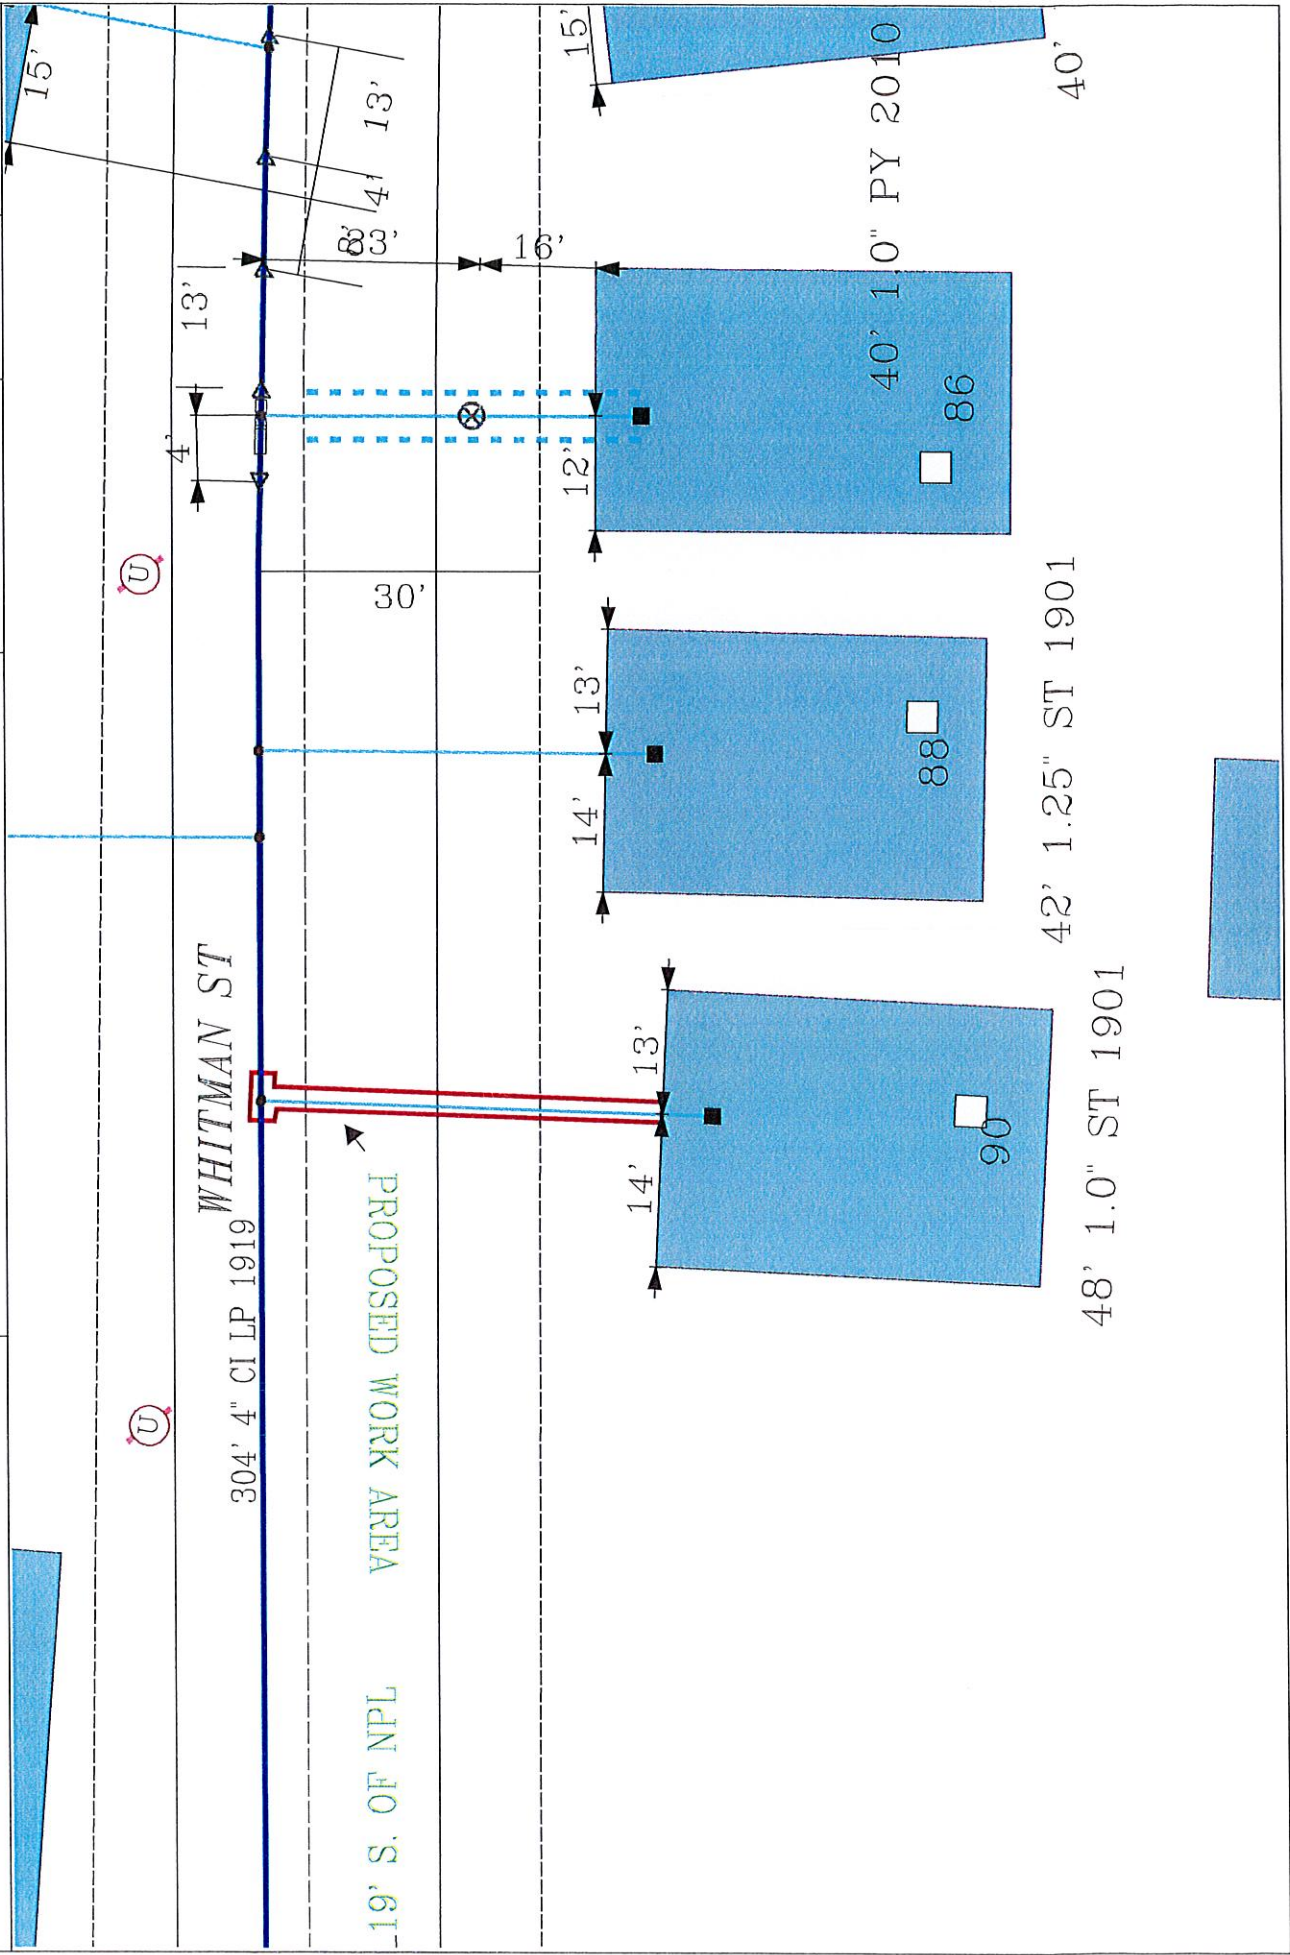 15'
13'
4'
33'
16'
13'
4'
15'
40'
40' 1.0" PY 2010
12'
86
U
30'
13'
14'
88
42' 1.25" ST 1901
WHITMAN ST
304' 4" CI LP 1919
13'
14'
90
48' 1.0" ST 1901
U
PROPOSED WORK AREA
19' S. OF NPL